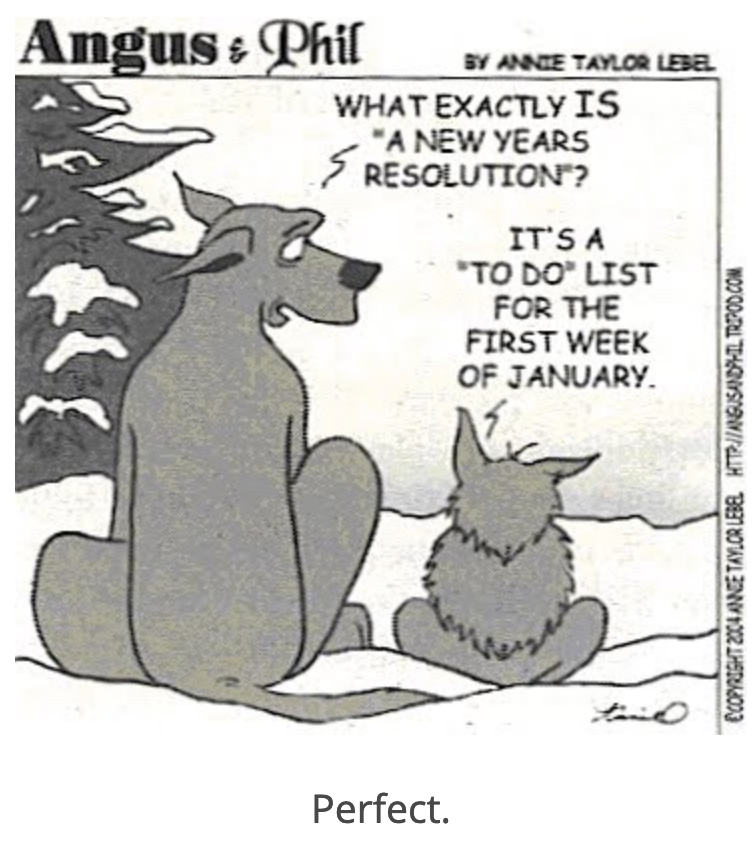 Angus & Phil
BY ANNIE TAYLOR LEBEL
WHAT EXACTLY IS
"A NEW YEARS
RESOLUTION"?
IT'S A
"TO DO" LIST
FOR THE
FIRST WEEK
OF JANUARY.
©COPYRIGHT 2004 ANNIE TAYLOR LEBEL HTTP://ANGUSANDPHIL.TRIPOD.COM
Perfect.